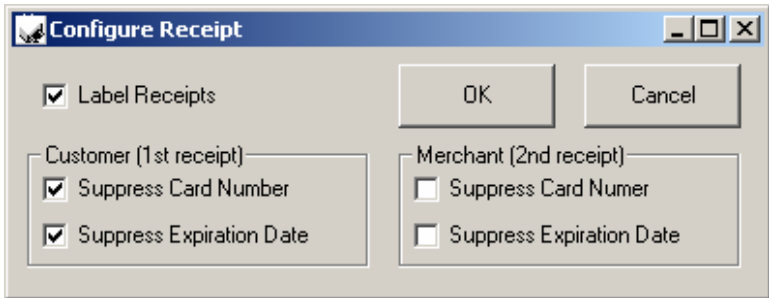 Configure Receipt
Label Receipts
OK
Cancel
Customer (1st receipt)
Suppress Card Number
Suppress Expiration Date
Merchant (2nd receipt)
Suppress Card Numer
Suppress Expiration Date